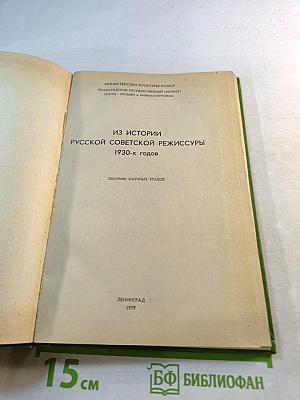 МИНИСТЕРСТВО КУЛЬТУРЫ РСФСР
ЛЕНИНГРАДСКИЙ ГОСУДАРСТВЕННЫЙ ИНСТИТУТ
ТЕАТРА, МУЗЫКИ и КИНЕМАТОГРАФИИ
ИЗ ИСТОРИИ
РУССКОЙ СОВЕТСКОЙ РЕЖИССУРЫ
1930-х годов
СБОРНИК НАУЧНЫХ ТРУДОВ
ЛЕНИНГРАД
1979
15 см
БФ БИБЛИОФАН